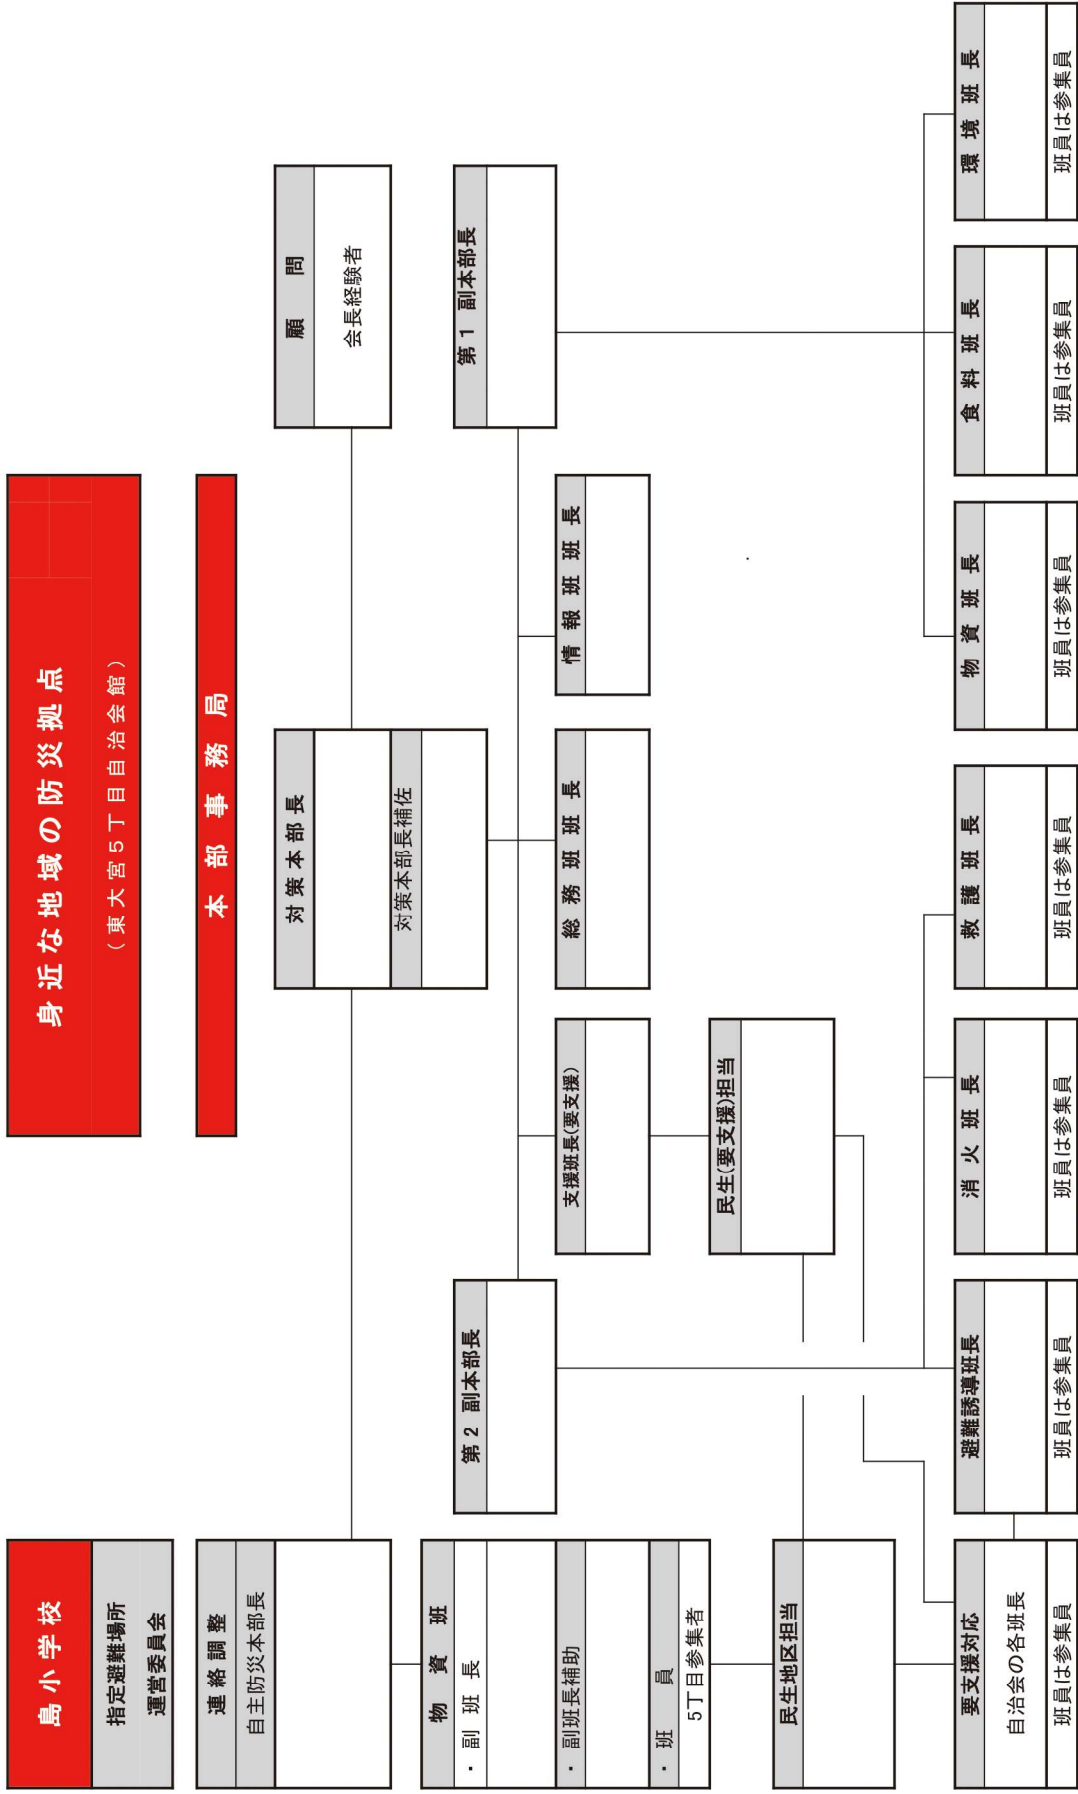 身近な地域の防災拠点
（東大宮5丁目自治会館）
本部事務局
島小学校
指定避難場所
運営委員会
連絡調整
自主防災本部長
対策本部長
対策本部長補佐
顧問
会長経験者
物資班
・副班長
・副班長補助
・班員
5丁目参集者
第2 副本部長
第1 副本部長
支援班長(要支援)
総務班班長
情報班班長
民生(要支援)担当
民生地区担当
要支援対応
自治会の各班長
班員は参集員
避難誘導班長
班員は参集員
消火班長
班員は参集員
救護班長
班員は参集員
物資班長
班員は参集員
食料班長
班員は参集員
環境班長
班員は参集員